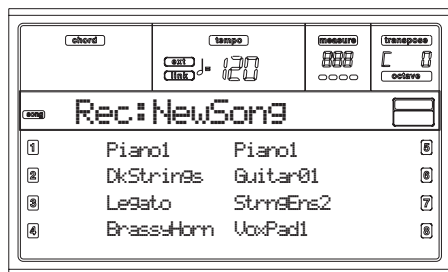 chord tempo measure transpose
ext link ♩= 120 888 C 0
octave
song Rec:NewSong
1 Piano1 Piano1 5
2 DkStrings Guitar01 6
3 Legato StrngEns2 7
4 BrassyHorn VoxPad1 8